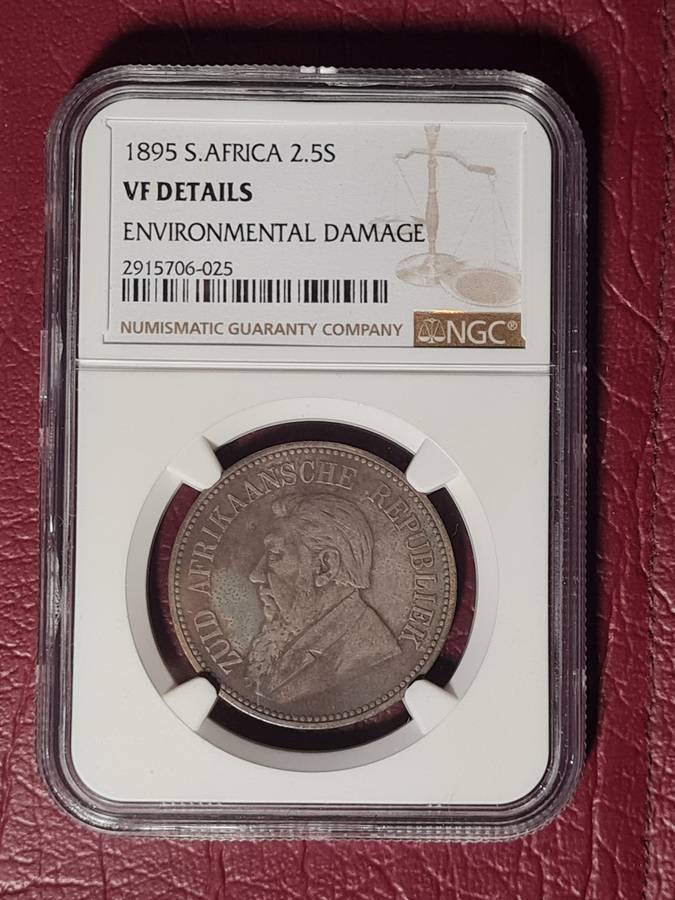 1895 S.AFRICA 2.5S
VF DETAILS
ENVIRONMENTAL DAMAGE
2915706-025
NUMISMATIC GUARANTY COMPANY
NGC®
ZUID AFRIKAANSCHE REPUBLIEK